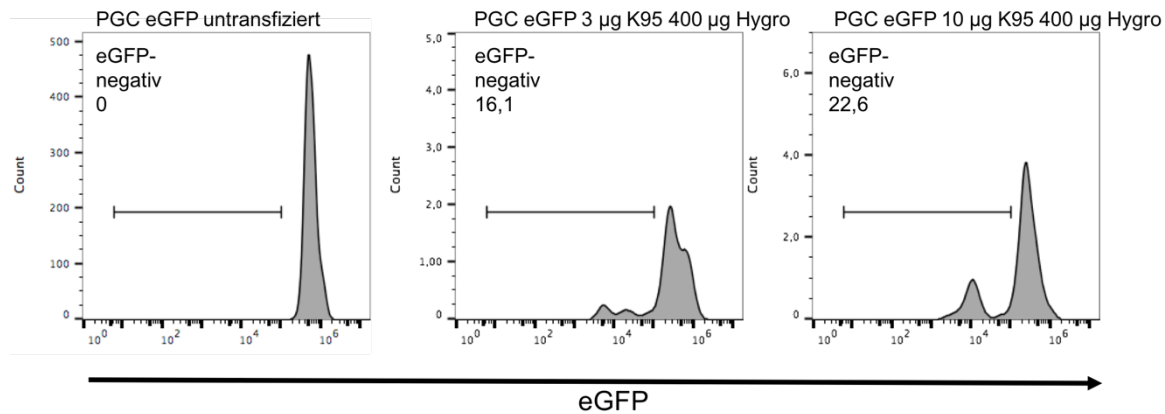 PGC eGFP untransfiziert
eGFP-
negativ
0
Count
500
400
300
200
100
0
10^0
10^2
10^4
10^6
PGC eGFP 3 µg K95 400 µg Hygro
eGFP-
negativ
16,1
Count
5,0
4,0
3,0
2,0
1,00
0
10^0
10^2
10^4
10^6
PGC eGFP 10 µg K95 400 µg Hygro
eGFP-
negativ
22,6
Count
6,0
4,0
2,0
0
10^0
10^2
10^4
10^6
eGFP